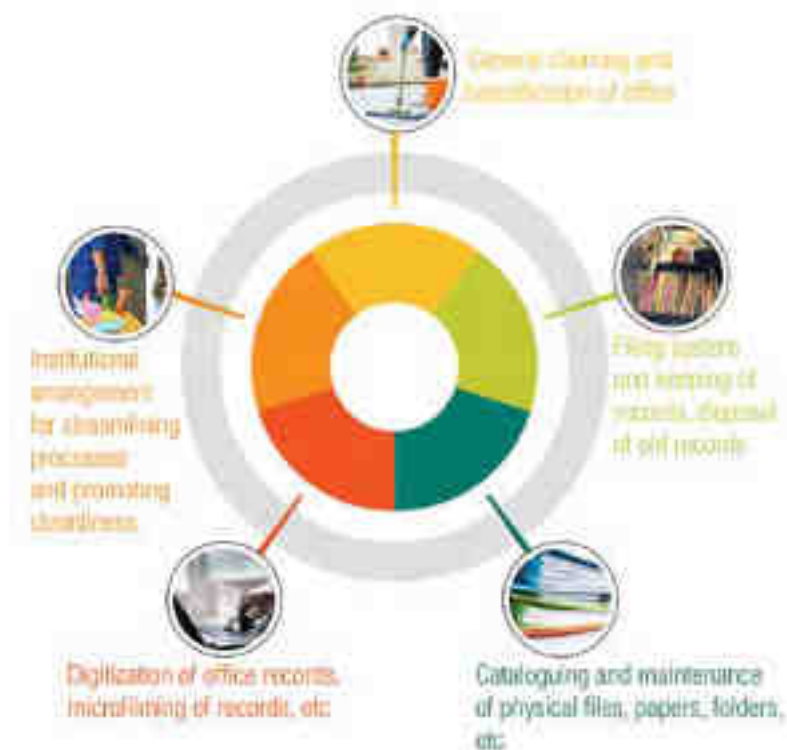 General cleaning and
beautification of office
Filing system
and keeping of
records, disposal
of old records
Cataloguing and maintenance
of physical files, papers, folders,
etc
Digitization of office records,
microfilming of records, etc
Institutional
arrangement
for streamlining
processes
and promoting
cleanliness